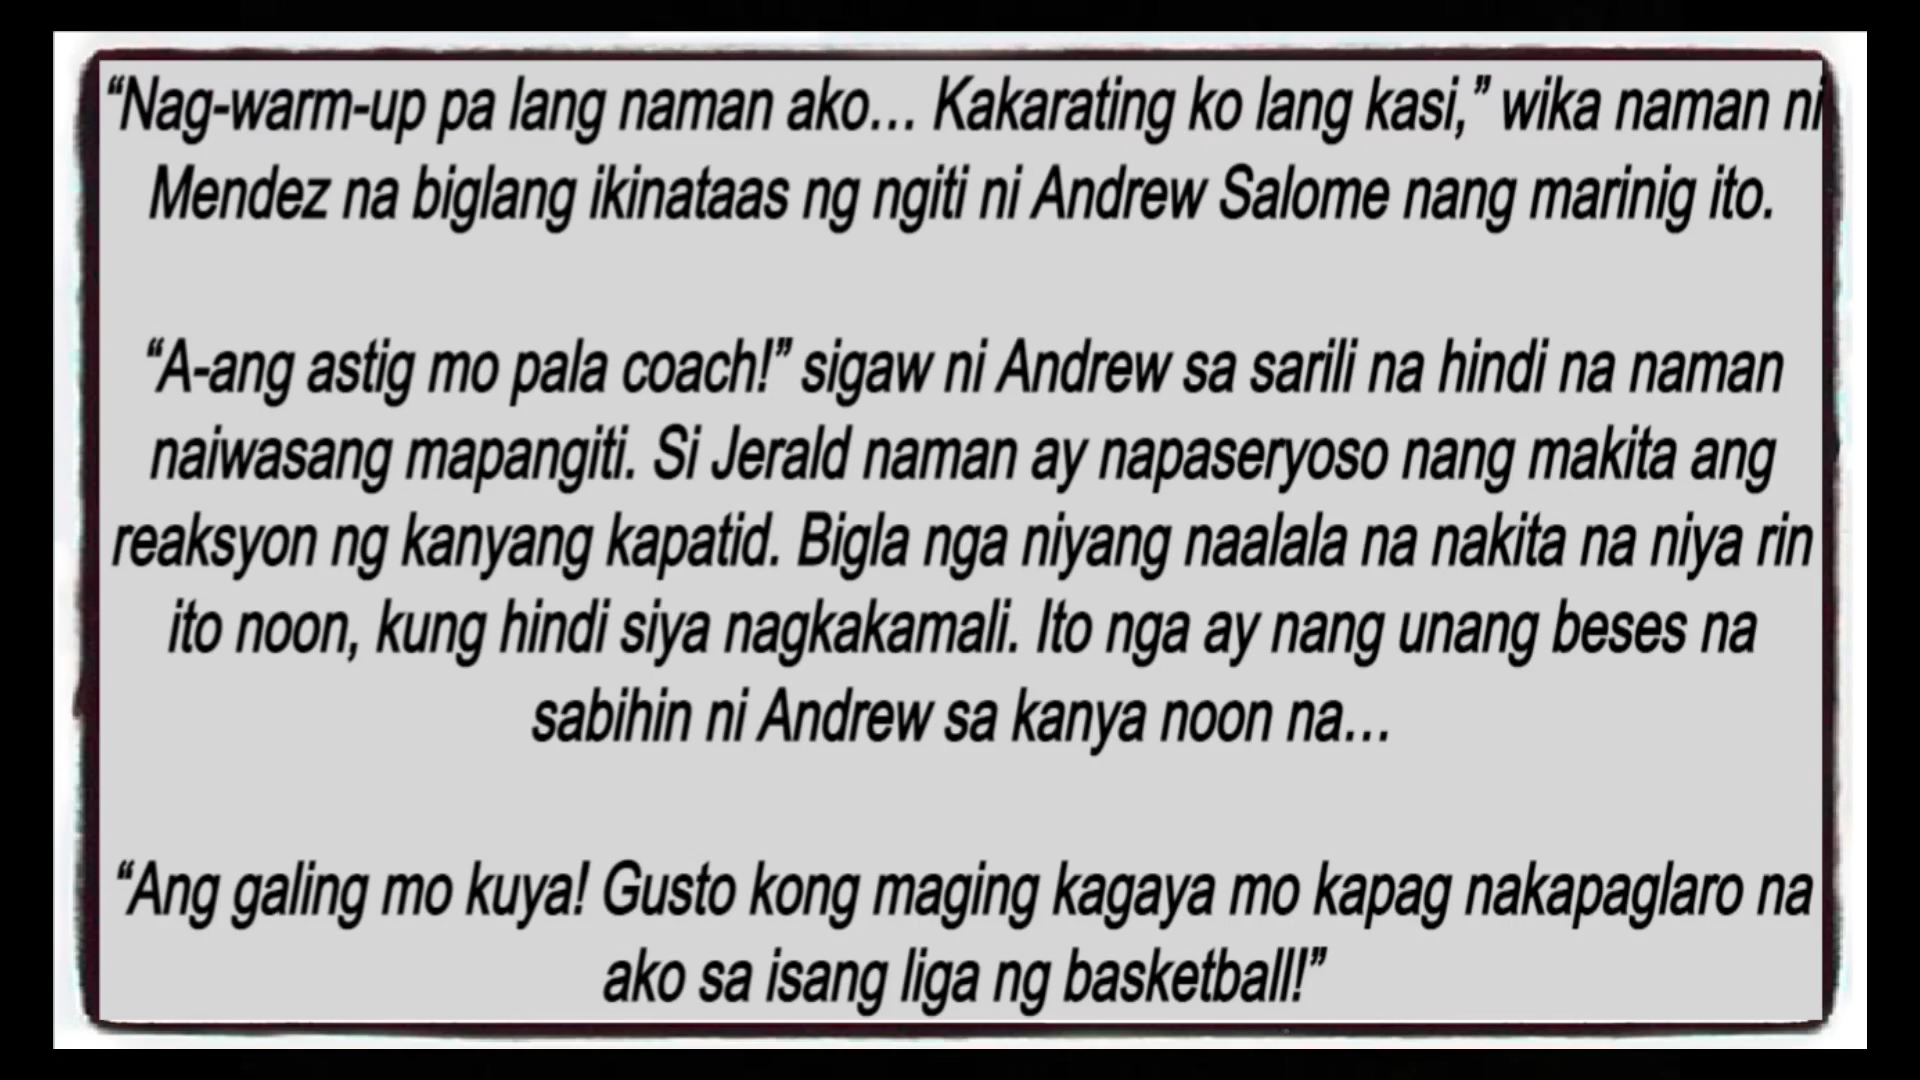 “Nag-warm-up pa lang naman ako... Kakarating ko lang kasi,” wika naman ni
Mendez na biglang ikinataas ng ngiti ni Andrew Salome nang marinig ito.
“A-ang astig mo pala coach!” sigaw ni Andrew sa sarili na hindi na naman
naiwasang mapangiti. Si Jerald naman ay napaseryoso nang makita ang
reaksyon ng kanyang kapatid. Bigla nga niyang naalala na nakita na niya rin
ito noon, kung hindi siya nagkakamali. Ito nga ay nang unang beses na
sabihin ni Andrew sa kanya noon na...
“Ang galing mo kuya! Gusto kong maging kagaya mo kapag nakapaglaro na
ako sa isang liga ng basketball!”